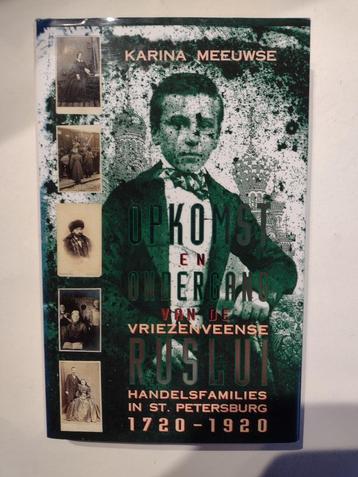 KARINA MEEUWSE
OPKOMST
EN
ONDERGANG
VAN DE
VRIEZENVEENSE
RUSLUI
HANDELSFAMILIES
IN ST. PETERSBURG
1720-1920